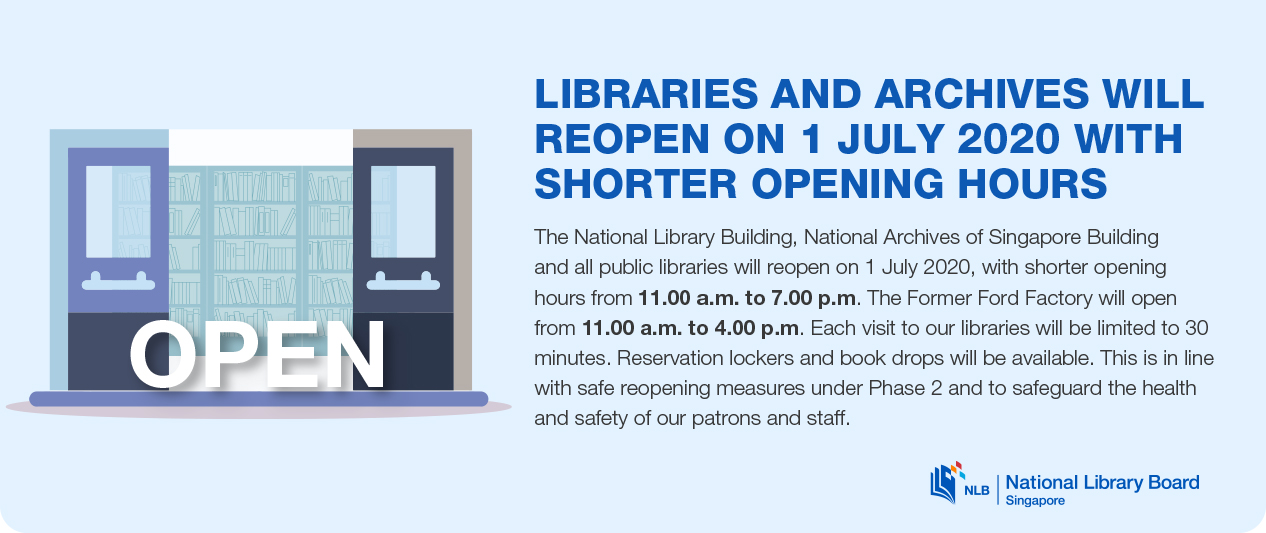 LIBRARIES AND ARCHIVES WILL
REOPEN ON 1 JULY 2020 WITH
SHORTER OPENING HOURS
The National Library Building, National Archives of Singapore Building
and all public libraries will reopen on 1 July 2020, with shorter opening
hours from 11.00 a.m. to 7.00 p.m. The Former Ford Factory will open
from 11.00 a.m. to 4.00 p.m. Each visit to our libraries will be limited to 30
minutes. Reservation lockers and book drops will be available. This is in line
with safe reopening measures under Phase 2 and to safeguard the health
and safety of our patrons and staff.
OPEN
NLB
National Library Board
Singapore